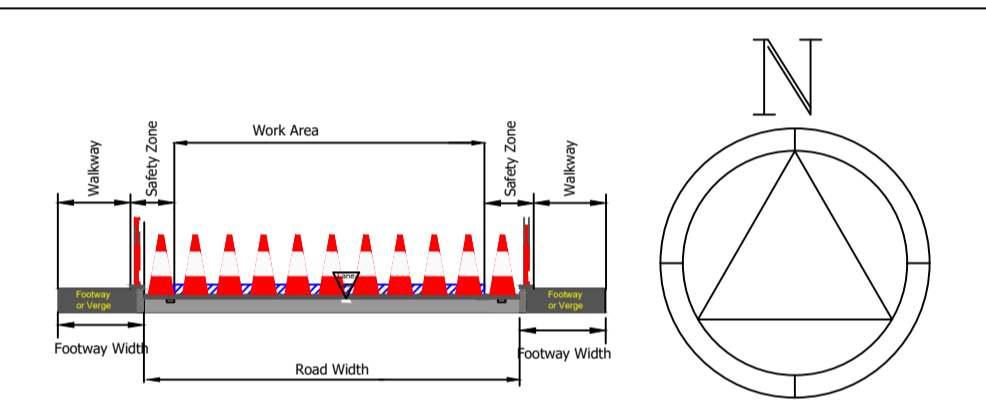 N
Work Area
Walkway
Safety Zone
Safety Zone
Walkway
Lane
Footway
or Verge
Footway
or Verge
Footway Width
Footway Width
Road Width